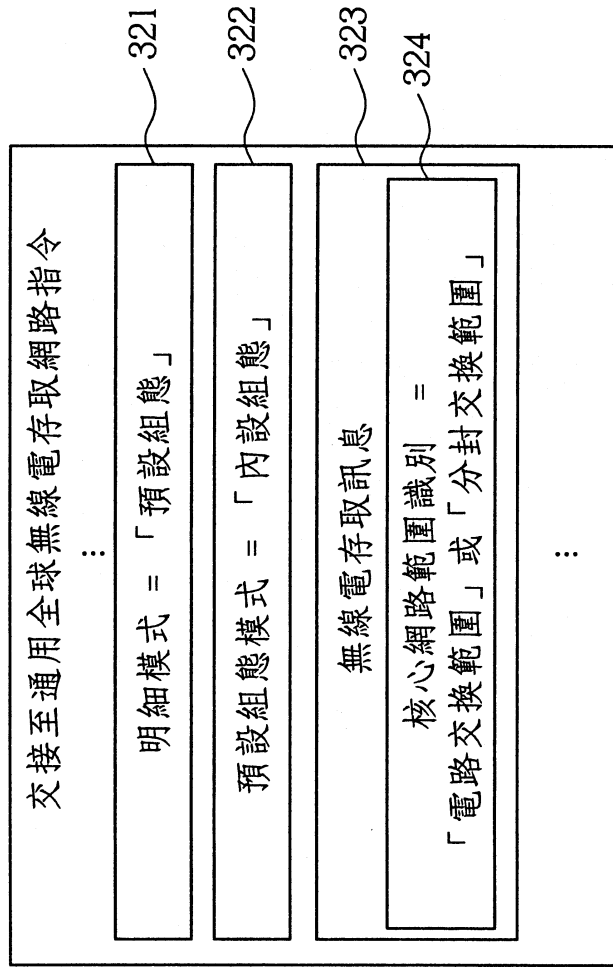 交接至通用全球無線電存取網路指令
⋮
明細模式 = 「預設組態」
321
預設組態模式 = 「內設組態」
322
無線電存取訊息
323
核心網路範圍識別 =
「電路交換範圍」或「分封交換範圍」
324
⋮